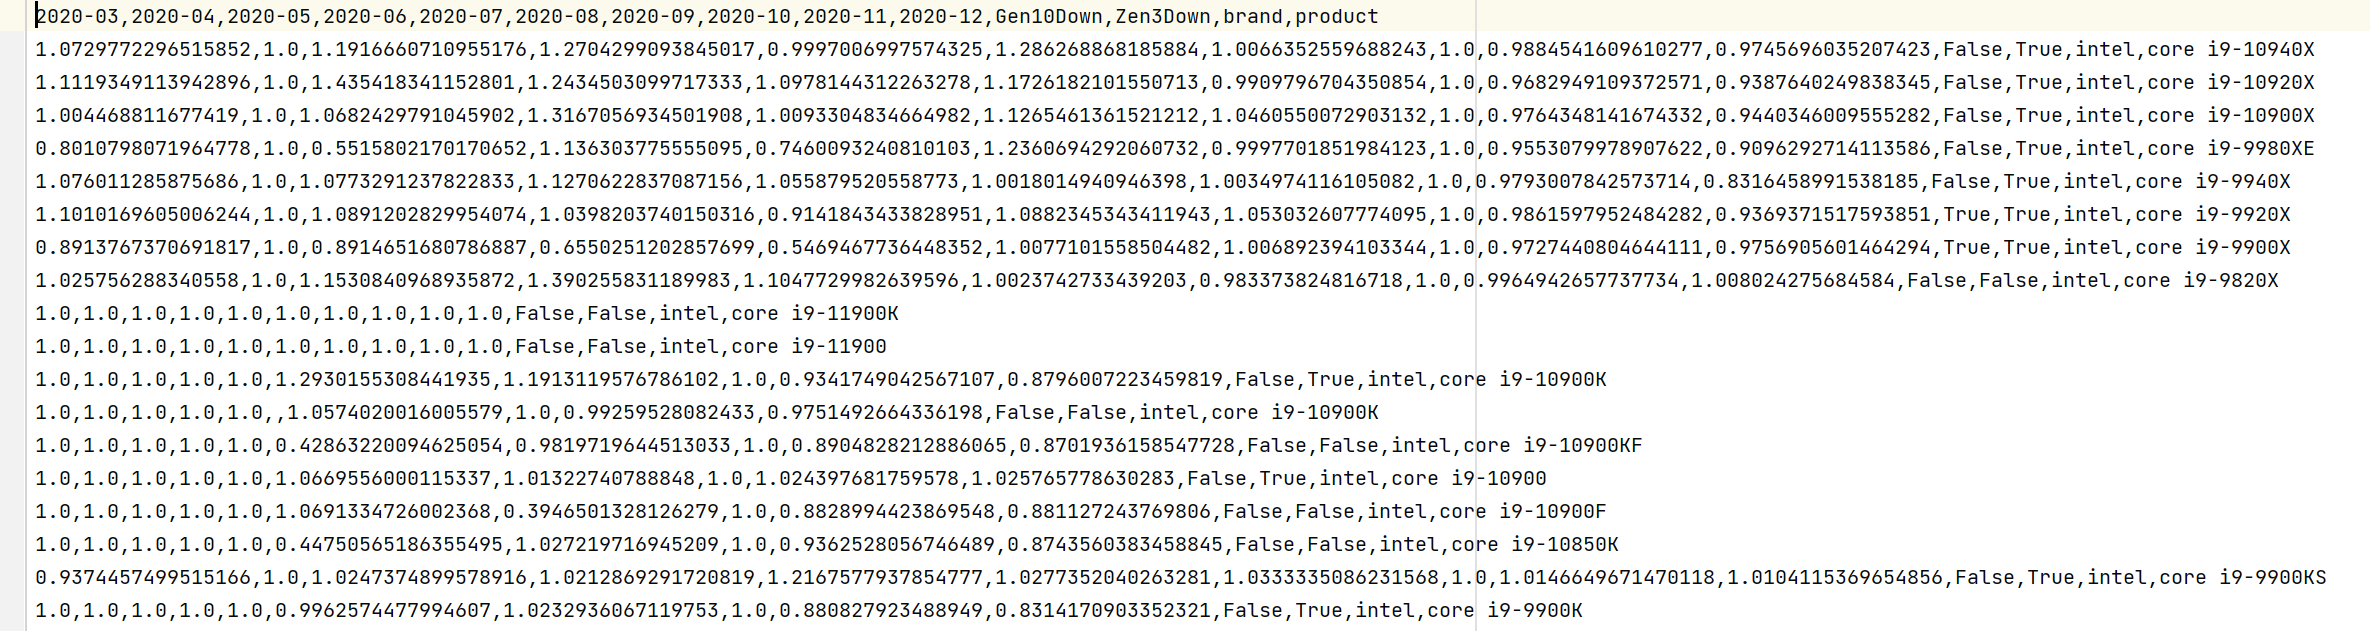 2020-03,2020-04,2020-05,2020-06,2020-07,2020-08,2020-09,2020-10,2020-11,2020-12,Gen10Down,Zen3Down,brand,product
1.0729772296515852,1.0,1.1916660710955176,1.2704299093845017,0.9997006997574325,1.286268868185884,1.0066352559688243,1.0,0.9884541609610277,0.9745696035207423,False,True,intel,core i9-10940X
1.1119349113942896,1.0,1.435418341152801,1.2434503099717333,1.0978144312263278,1.1726182101550713,0.9909796704350854,1.0,0.9682949109372571,0.9387640249838345,False,True,intel,core i9-10920X
1.004468811677419,1.0,1.0682429791045902,1.3167056934501908,1.0093304834664982,1.1265461361521212,1.0460550072903132,1.0,0.9764348141674332,0.9440346009555282,False,True,intel,core i9-10900X
0.8010798071964778,1.0,0.5515802170170652,1.136303775555095,0.7460093240810103,1.2360694292060732,0.9997701851984123,1.0,0.9553079978907622,0.9096292714113586,False,True,intel,core i9-9980XE
1.076011285875686,1.0,1.0773291237822833,1.1270622837087156,1.055879520558773,1.0018014940946398,1.0034974116105082,1.0,0.9793007842573714,0.8316458991538185,False,True,intel,core i9-9940X
1.1010169605006244,1.0,1.0891202829954074,1.0398203740150316,0.9141843433828951,1.0882345343411943,1.053032607774095,1.0,0.9861597952484282,0.9369371517593851,True,True,intel,core i9-9920X
0.8913767370691817,1.0,0.8914651680786887,0.6550251202857699,0.5469467736448352,1.0077101558504482,1.006892394103344,1.0,0.9727440804644111,0.9756905601464294,True,True,intel,core i9-9900X
1.025756288340558,1.0,1.1530840968935872,1.390255831189983,1.1047729982639596,1.0023742733439203,0.983373824816718,1.0,0.9964942657737734,1.008024275684584,False,False,intel,core i9-9820X
1.0,1.0,1.0,1.0,1.0,1.0,1.0,1.0,1.0,1.0,False,False,intel,core i9-11900K
1.0,1.0,1.0,1.0,1.0,1.0,1.0,1.0,1.0,1.0,False,False,intel,core i9-11900
1.0,1.0,1.0,1.0,1.0,1.2930155308441935,1.1913119576786102,1.0,0.9341749042567107,0.8796007223459819,False,True,intel,core i9-10900K
1.0,1.0,1.0,1.0,1.0,,1.0574020016005579,1.0,0.99259528082433,0.9751492664336198,False,False,intel,core i9-10900K
1.0,1.0,1.0,1.0,1.0,0.42863220094625054,0.9819719644513033,1.0,0.8904828212886065,0.8701936158547728,False,False,intel,core i9-10900KF
1.0,1.0,1.0,1.0,1.0,1.0669556000115337,1.01322740788848,1.0,1.024397681759578,1.025765778630283,False,True,intel,core i9-10900
1.0,1.0,1.0,1.0,1.0,1.0691334726002368,0.3946501328126279,1.0,0.8828994423869548,0.881127243769806,False,False,intel,core i9-10900F
1.0,1.0,1.0,1.0,1.0,0.44750565186355495,1.027219716945209,1.0,0.9362528056746489,0.8743560383458845,False,False,intel,core i9-10850K
0.9374457499515166,1.0,1.0247374899578916,1.0212869291720819,1.2167577937854777,1.0277352040263281,1.0333335086231568,1.0,1.0146649671470118,1.0104115369654856,False,True,intel,core i9-9900KS
1.0,1.0,1.0,1.0,1.0,0.9962574477994607,1.0232936067119753,1.0,0.880827923488949,0.8314170903352321,False,True,intel,core i9-9900K